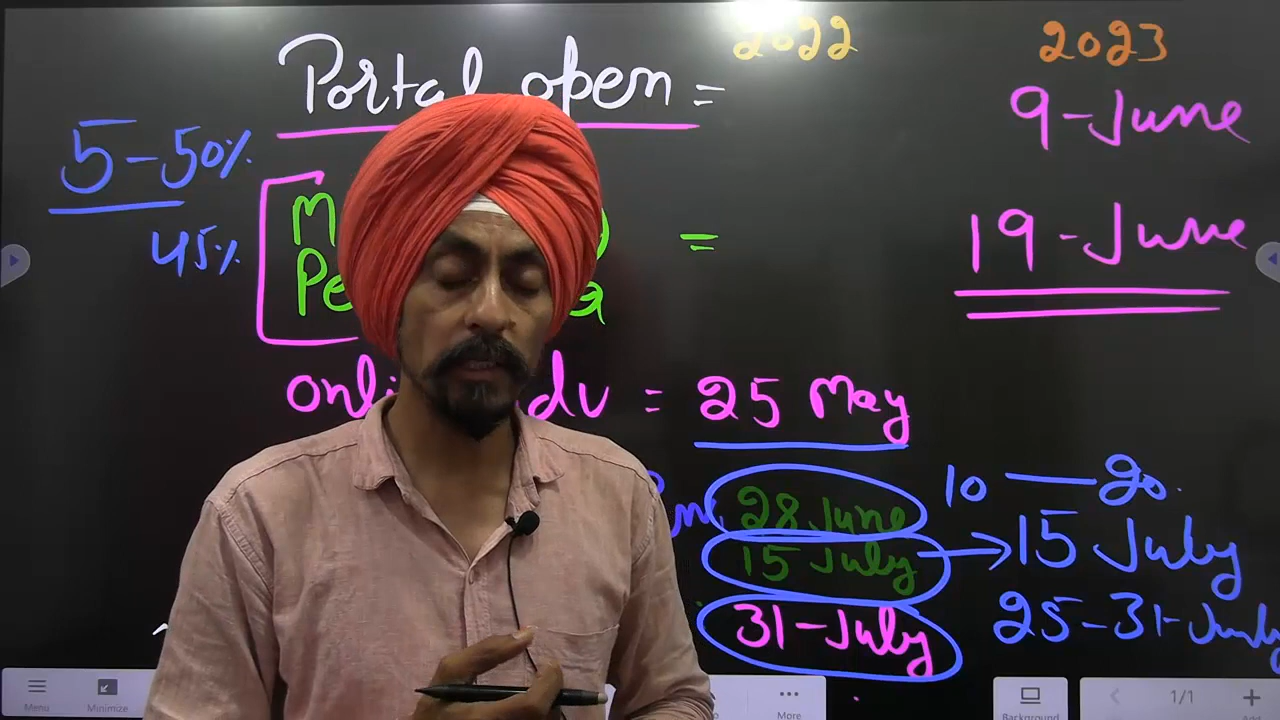 2022 2023
Portal open =
9-June
5-50%
45%
=
19-June
= 25 May
28 June 10 — 20
15 July → 15 July
31-July 25-31-July
Menu Minimize More Background 1/1